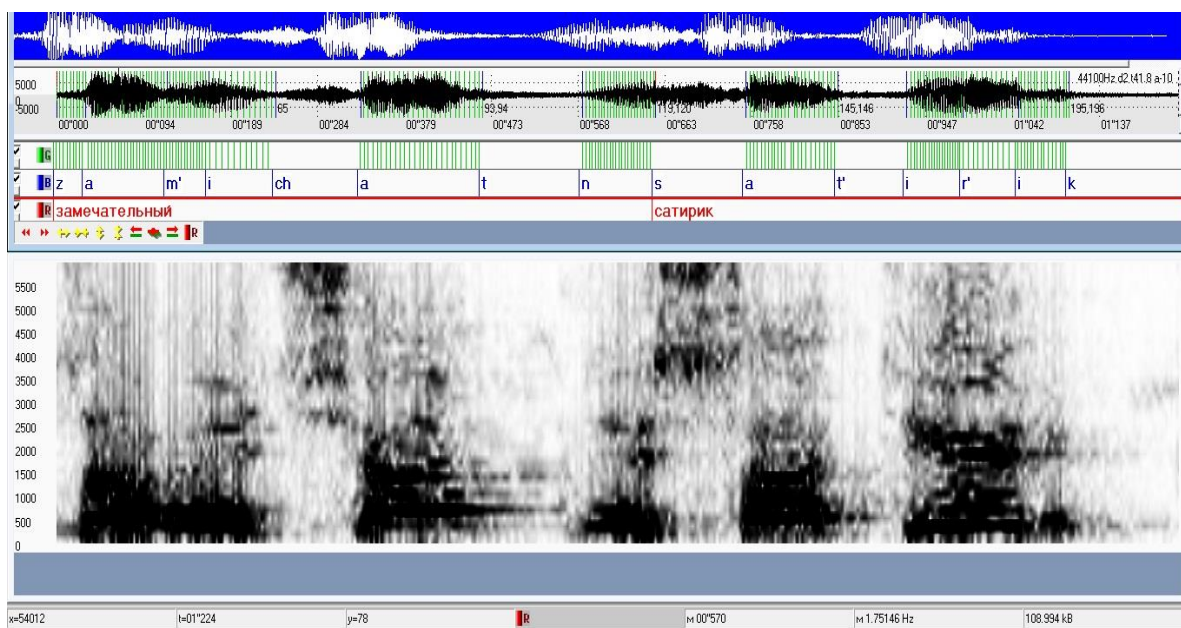 44100Hz.d2.t41.8 a-10
5000
0
-5000
65 93,94 119,120 145,146 195,196
00"000 00"094 00"189 00"284 00"379 00"473 00"568 00"663 00"758 00"853 00"947 01"042 01"137
G
B z a m' i ch a t n s a t' i r' i k
R замечательный сатирик
R
5500
5000
4500
4000
3500
3000
2500
2000
1500
1000
500
0
x=54012 t=01"224 y=78 R м 00"570 м 1.75146 Hz 108.994 kB